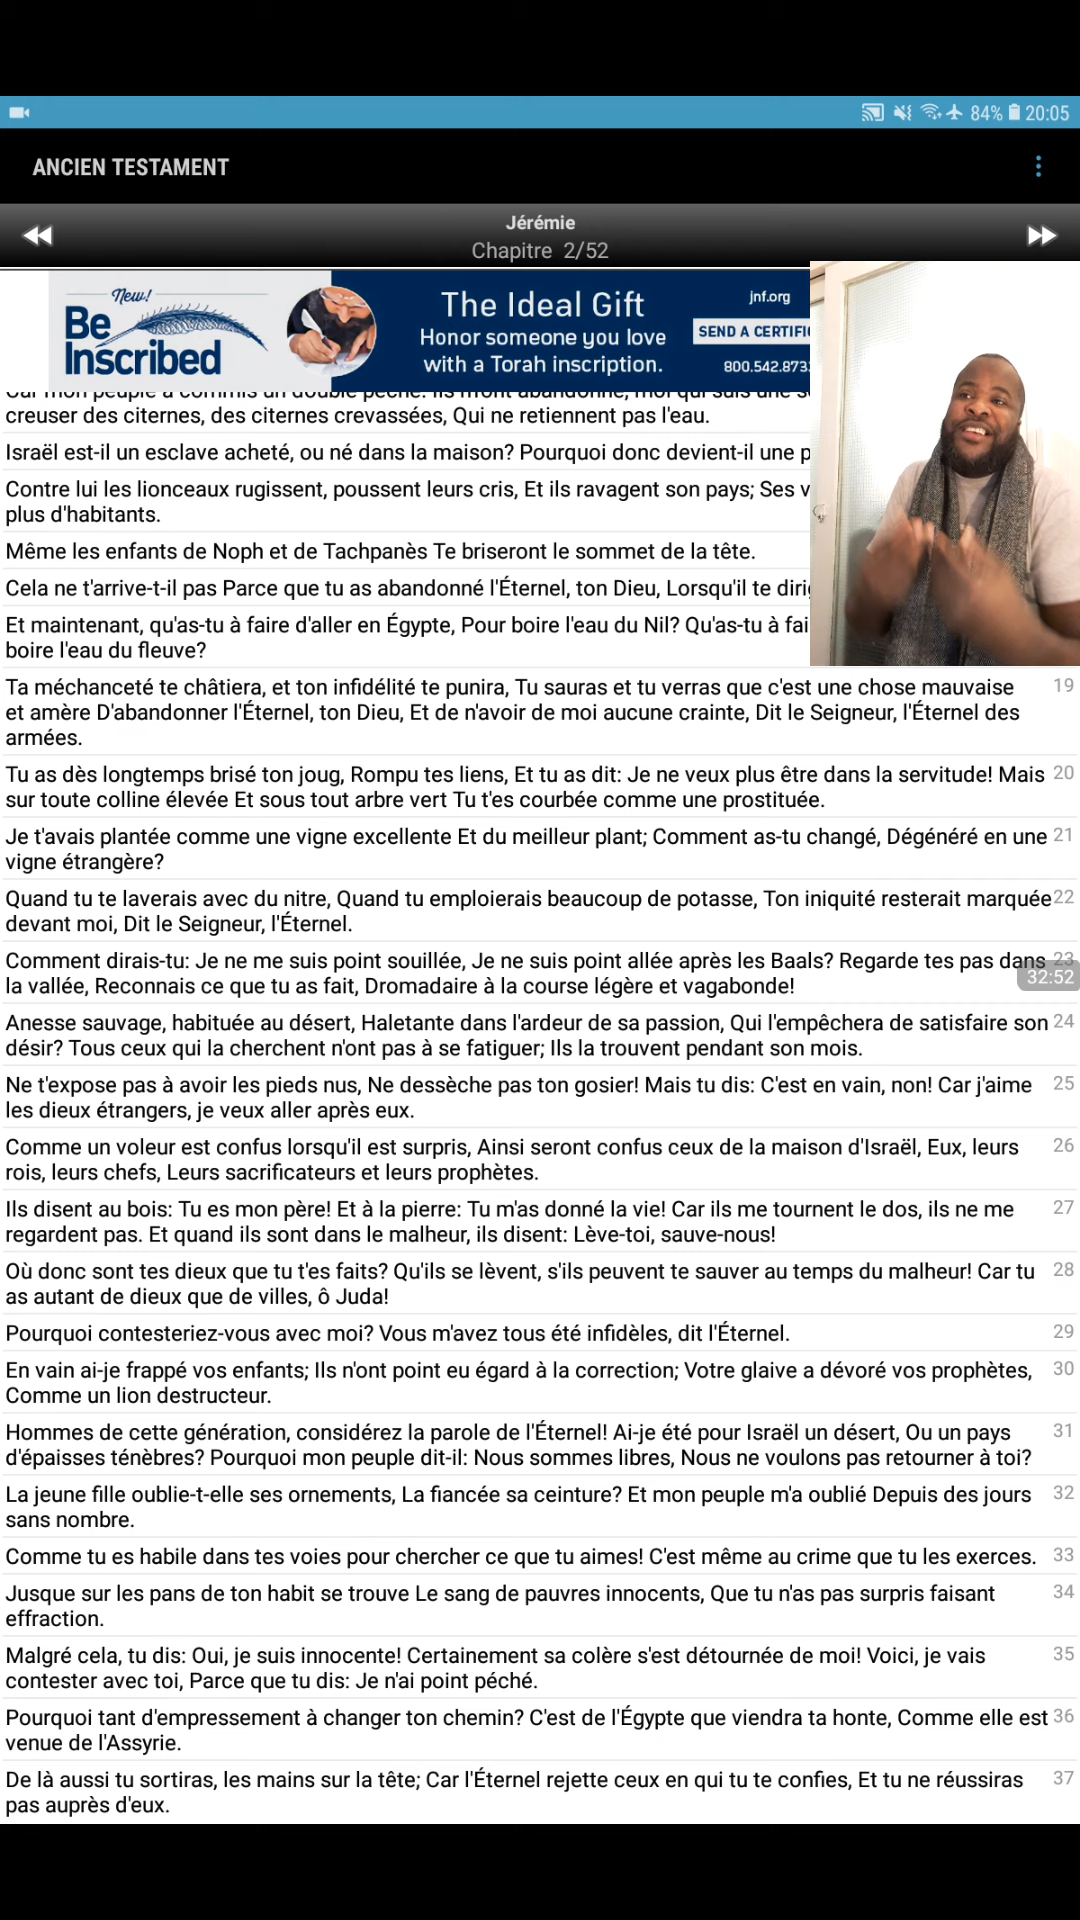 84% 20:05
ANCIEN TESTAMENT
Jérémie
Chapitre 2/52
New!
Be
Inscribed
The Ideal Gift
Honor someone you love
with a Torah inscription.
jnf.org
SEND A CERTIFI
800.542.873
Car mon peuple a commis un double péché: Ils m'ont abandonné, moi qui suis une
creuser des citernes, des citernes crevassées, Qui ne retiennent pas l'eau.
Israël est-il un esclave acheté, ou né dans la maison? Pourquoi donc devient-il une p
Contre lui les lionceaux rugissent, poussent leurs cris, Et ils ravagent son pays; Ses v
plus d'habitants.
Même les enfants de Noph et de Tachpanès Te briseront le sommet de la tête.
Cela ne t'arrive-t-il pas Parce que tu as abandonné l'Éternel, ton Dieu, Lorsqu'il te diri
Et maintenant, qu'as-tu à faire d'aller en Égypte, Pour boire l'eau du Nil? Qu'as-tu à fai
boire l'eau du fleuve?
Ta méchanceté te châtiera, et ton infidélité te punira, Tu sauras et tu verras que c'est une chose mauvaise 19
et amère D'abandonner l'Éternel, ton Dieu, Et de n'avoir de moi aucune crainte, Dit le Seigneur, l'Éternel des
armées.
Tu as dès longtemps brisé ton joug, Rompu tes liens, Et tu as dit: Je ne veux plus être dans la servitude! Mais 20
sur toute colline élevée Et sous tout arbre vert Tu t'es courbée comme une prostituée.
Je t'avais plantée comme une vigne excellente Et du meilleur plant; Comment as-tu changé, Dégénéré en une 21
vigne étrangère?
Quand tu te laverais avec du nitre, Quand tu emploierais beaucoup de potasse, Ton iniquité resterait marquée 22
devant moi, Dit le Seigneur, l'Éternel.
Comment dirais-tu: Je ne me suis point souillée, Je ne suis point allée après les Baals? Regarde tes pas dans 23
32:52
la vallée, Reconnais ce que tu as fait, Dromadaire à la course légère et vagabonde!
Anesse sauvage, habituée au désert, Haletante dans l'ardeur de sa passion, Qui l'empêchera de satisfaire son 24
désir? Tous ceux qui la cherchent n'ont pas à se fatiguer; Ils la trouvent pendant son mois.
Ne t'expose pas à avoir les pieds nus, Ne dessèche pas ton gosier! Mais tu dis: C'est en vain, non! Car j'aime 25
les dieux étrangers, je veux aller après eux.
Comme un voleur est confus lorsqu'il est surpris, Ainsi seront confus ceux de la maison d'Israël, Eux, leurs 26
rois, leurs chefs, Leurs sacrificateurs et leurs prophètes.
Ils disent au bois: Tu es mon père! Et à la pierre: Tu m'as donné la vie! Car ils me tournent le dos, ils ne me 27
regardent pas. Et quand ils sont dans le malheur, ils disent: Lève-toi, sauve-nous!
Où donc sont tes dieux que tu t'es faits? Qu'ils se lèvent, s'ils peuvent te sauver au temps du malheur! Car tu 28
as autant de dieux que de villes, ô Juda!
Pourquoi contesteriez-vous avec moi? Vous m'avez tous été infidèles, dit l'Éternel. 29
En vain ai-je frappé vos enfants; Ils n'ont point eu égard à la correction; Votre glaive a dévoré vos prophètes, 30
Comme un lion destructeur.
Hommes de cette génération, considérez la parole de l'Éternel! Ai-je été pour Israël un désert, Ou un pays 31
d'épaisses ténèbres? Pourquoi mon peuple dit-il: Nous sommes libres, Nous ne voulons pas retourner à toi?
La jeune fille oublie-t-elle ses ornements, La fiancée sa ceinture? Et mon peuple m'a oublié Depuis des jours 32
sans nombre.
Comme tu es habile dans tes voies pour chercher ce que tu aimes! C'est même au crime que tu les exerces. 33
Jusque sur les pans de ton habit se trouve Le sang de pauvres innocents, Que tu n'as pas surpris faisant 34
effraction.
Malgré cela, tu dis: Oui, je suis innocente! Certainement sa colère s'est détournée de moi! Voici, je vais 35
contester avec toi, Parce que tu dis: Je n'ai point péché.
Pourquoi tant d'empressement à changer ton chemin? C'est de l'Égypte que viendra ta honte, Comme elle est 36
venue de l'Assyrie.
De là aussi tu sortiras, les mains sur la tête; Car l'Éternel rejette ceux en qui tu te confies, Et tu ne réussiras 37
pas auprès d'eux.